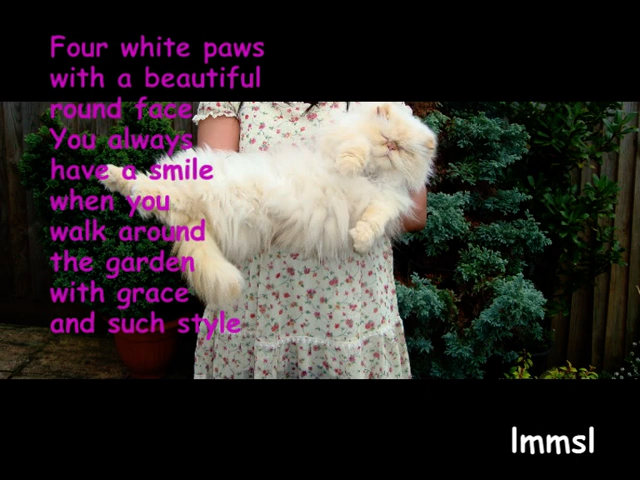 Four white paws
with a beautiful
round face
You always
have a smile
when you
walk around
the garden
with grace
and such style
lmmsl